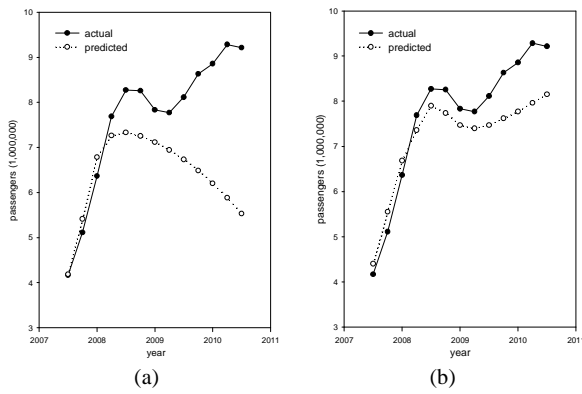 10
9
8
7
6
5
4
3
passengers (1,000,000)
actual
predicted
2007 2008 2009 2010 2011
year
(a)
10
9
8
7
6
5
4
3
passengers (1,000,000)
actual
predicted
2007 2008 2009 2010 2011
year
(b)